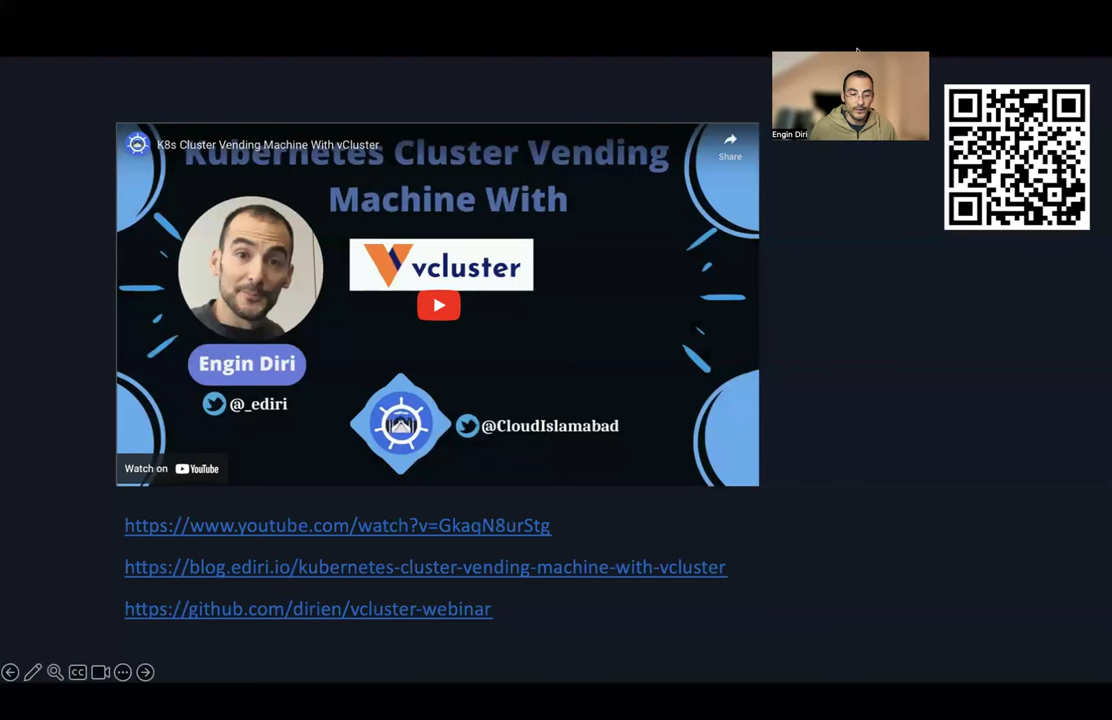 K8s Cluster Vending Machine With vCluster
Kubernetes Cluster Vending
Machine With
Share
vcluster
Engin Diri
@_ediri
@CloudIslamabad
Watch on YouTube
Engin Diri
https://www.youtube.com/watch?v=GkaqN8urStg
https://blog.ediri.io/kubernetes-cluster-vending-machine-with-vcluster
https://github.com/dirien/vcluster-webinar
CC